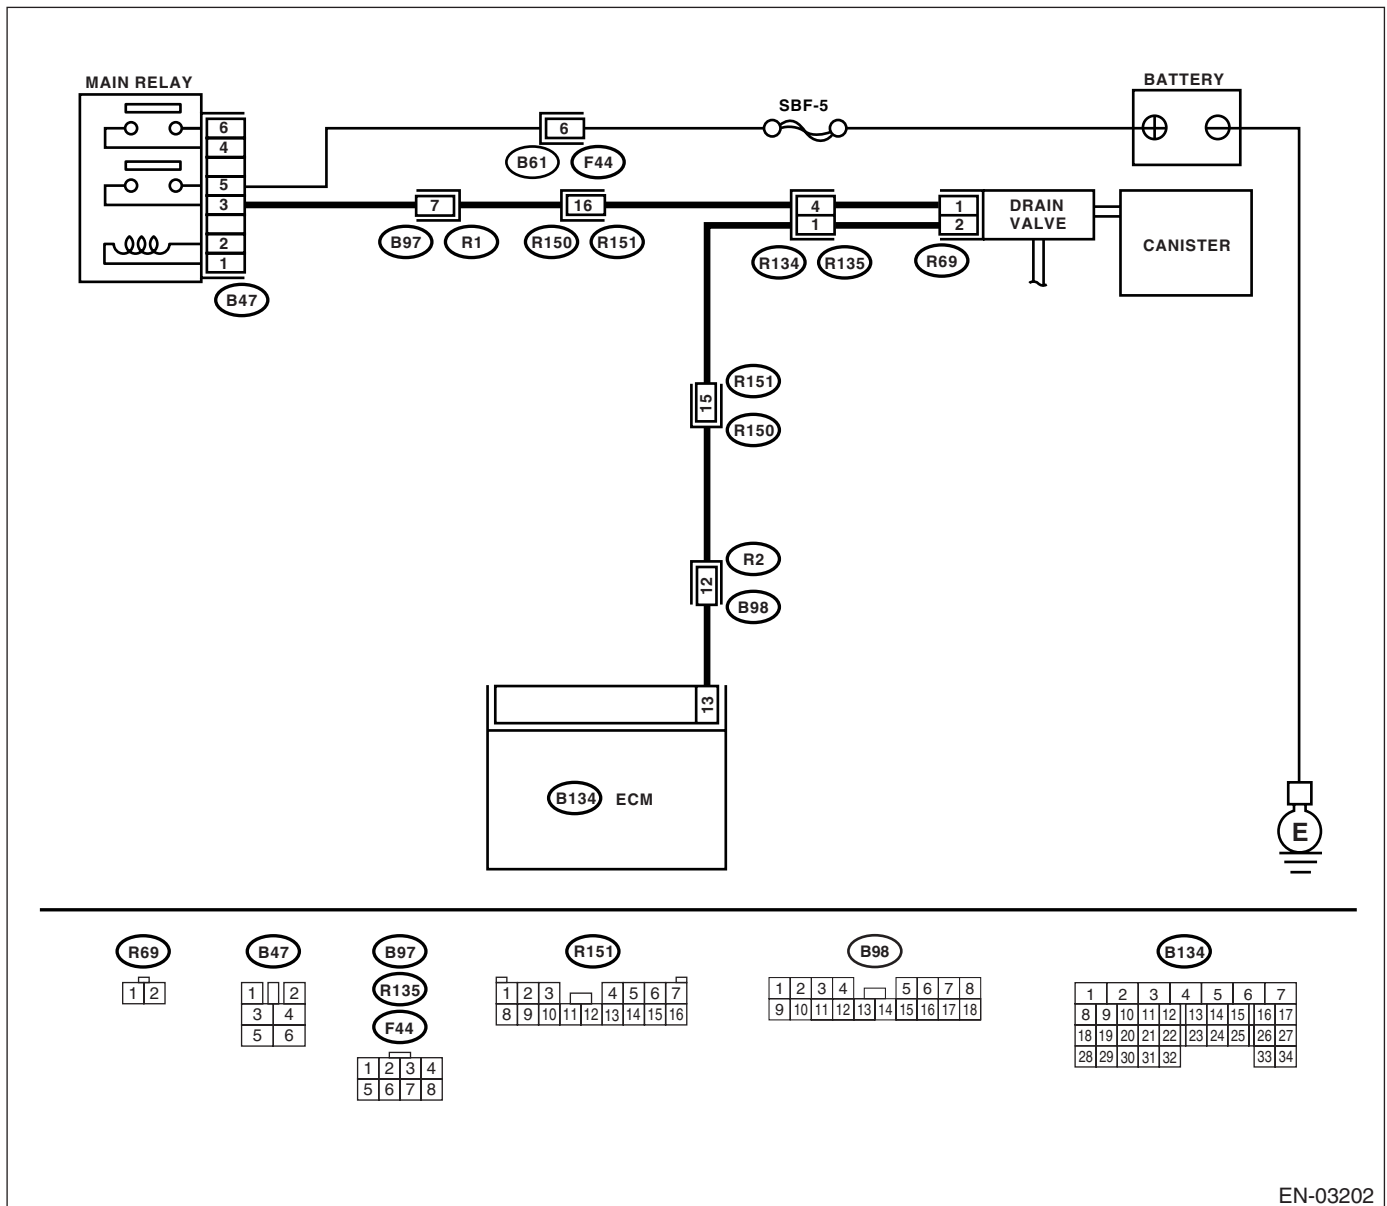 MAIN RELAY
BATTERY
SBF-5
6
4
5
3
2
1
B47
6
B61 F44
7
B97 R1
16
R150 R151
4
1
R134 R135
1
2
R69
DRAIN
VALVE
CANISTER
15
R151
R150
12
R2
B98
13
B134 ECM
E
R69
1 2
B47
1 2
3 4
5 6
B97
R135
F44
1 2 3 4
5 6 7 8
R151
1 2 3 4 5 6 7
8 9 10 11 12 13 14 15 16
B98
1 2 3 4 5 6 7 8
9 10 11 12 13 14 15 16 17 18
B134
1 2 3 4 5 6 7
8 9 10 11 12 13 14 15 16 17
18 19 20 21 22 23 24 25 26 27
28 29 30 31 32 33 34
EN-03202